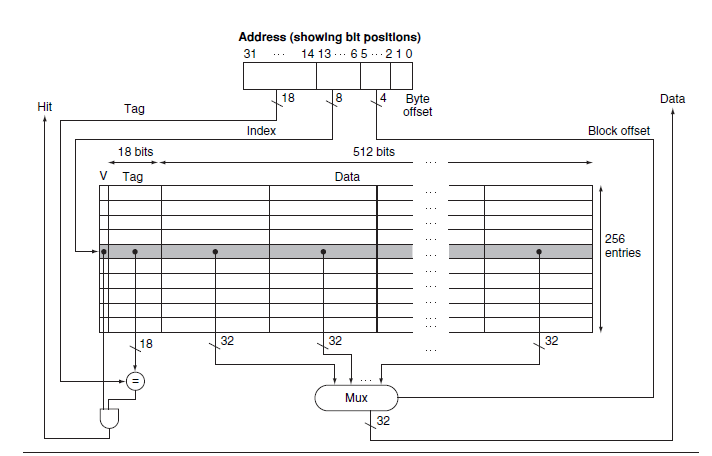 Address (showing bit positions)
31 ··· 14 13 ··· 6 5 ··· 2 1 0
18 8 4 Byte offset
Hit
Tag
Data
Index
Block offset
18 bits
512 bits
···
V Tag Data
···
···
···
···
256 entries
···
···
···
···
···
···
18 32 32 32
···
=
···
Mux
32